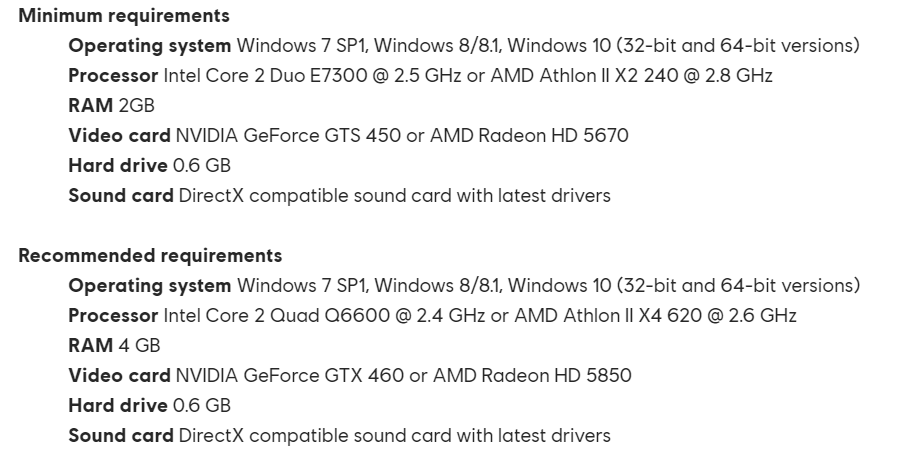 Minimum requirements
Operating system Windows 7 SP1, Windows 8/8.1, Windows 10 (32-bit and 64-bit versions)
Processor Intel Core 2 Duo E7300 @ 2.5 GHz or AMD Athlon II X2 240 @ 2.8 GHz
RAM 2GB
Video card NVIDIA GeForce GTS 450 or AMD Radeon HD 5670
Hard drive 0.6 GB
Sound card DirectX compatible sound card with latest drivers
Recommended requirements
Operating system Windows 7 SP1, Windows 8/8.1, Windows 10 (32-bit and 64-bit versions)
Processor Intel Core 2 Quad Q6600 @ 2.4 GHz or AMD Athlon II X4 620 @ 2.6 GHz
RAM 4 GB
Video card NVIDIA GeForce GTX 460 or AMD Radeon HD 5850
Hard drive 0.6 GB
Sound card DirectX compatible sound card with latest drivers